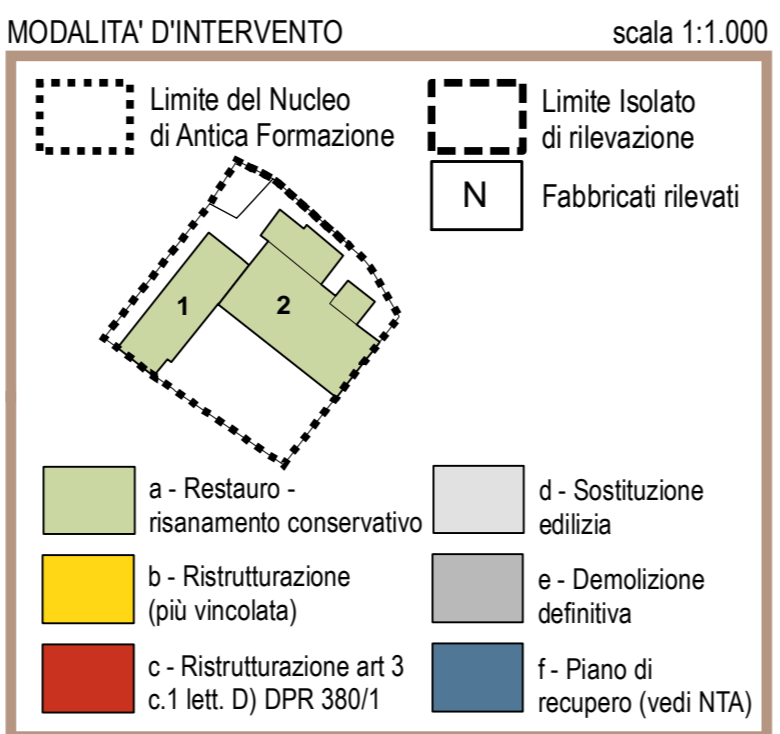 MODALITA' D'INTERVENTO scala 1:1.000
Limite del Nucleo
di Antica Formazione
Limite Isolato
di rilevazione
N Fabbricati rilevati
1
2
a - Restauro -
risanamento conservativo
d - Sostituzione
edilizia
b - Ristrutturazione
(più vincolata)
e - Demolizione
definitiva
c - Ristrutturazione art 3
c.1 lett. D) DPR 380/1
f - Piano di
recupero (vedi NTA)